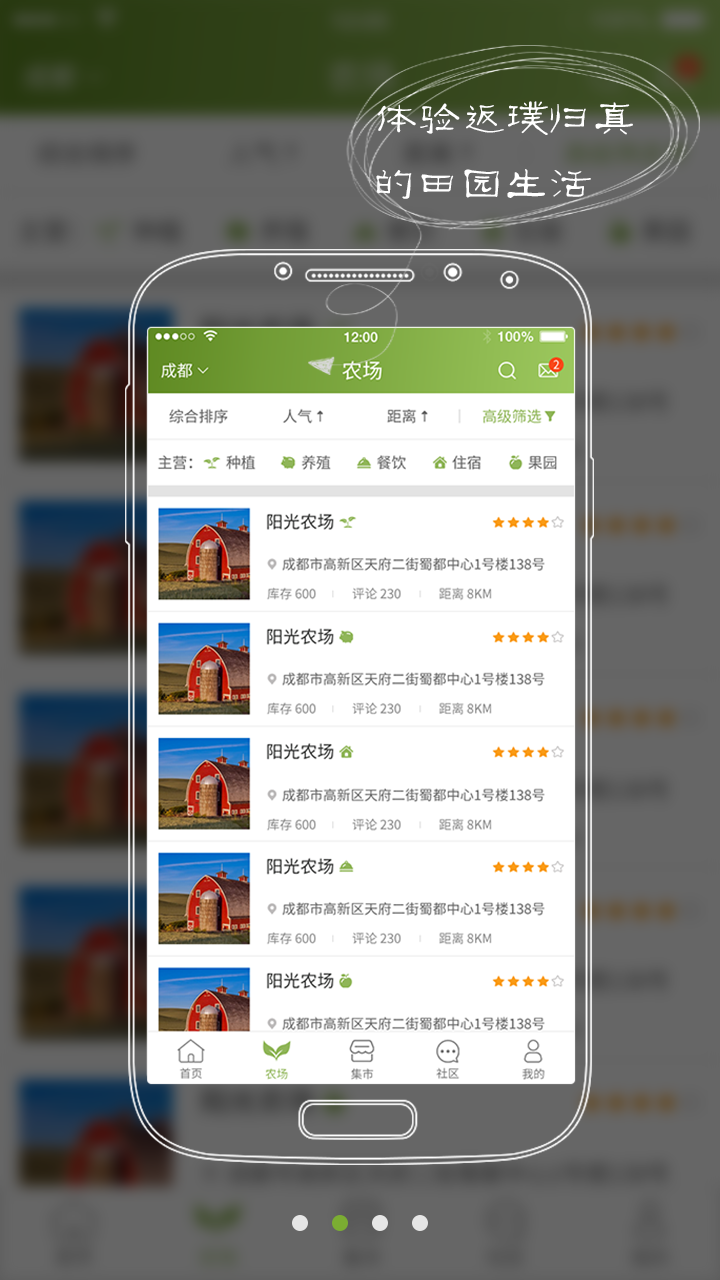 体验返璞归真
的田园生活
12:00
100%
成都
农场
2
综合排序 人气↑ 距离↑ 高级筛选
主营： 种植 养殖 餐饮 住宿 果园
阳光农场
成都市高新区天府二街蜀都中心1号楼138号
库存 600 评论 230 距离 8KM
阳光农场
成都市高新区天府二街蜀都中心1号楼138号
库存 600 评论 230 距离 8KM
阳光农场
成都市高新区天府二街蜀都中心1号楼138号
库存 600 评论 230 距离 8KM
阳光农场
成都市高新区天府二街蜀都中心1号楼138号
库存 600 评论 230 距离 8KM
阳光农场
成都市高新区天府二街蜀都中心1号楼138号
首页 农场 集市 社区 我的